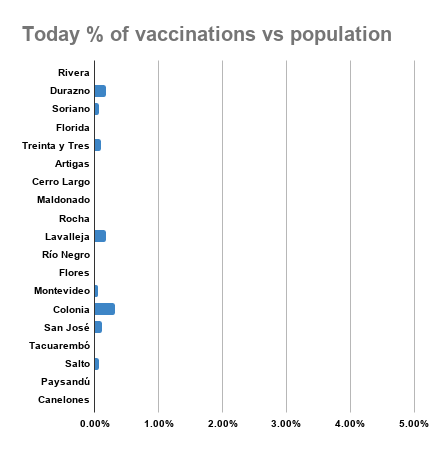 Today % of vaccinations vs population
Rivera
Durazno
Soriano
Florida
Treinta y Tres
Artigas
Cerro Largo
Maldonado
Rocha
Lavalleja
Río Negro
Flores
Montevideo
Colonia
San José
Tacuarembó
Salto
Paysandú
Canelones
0.00% 1.00% 2.00% 3.00% 4.00% 5.00%